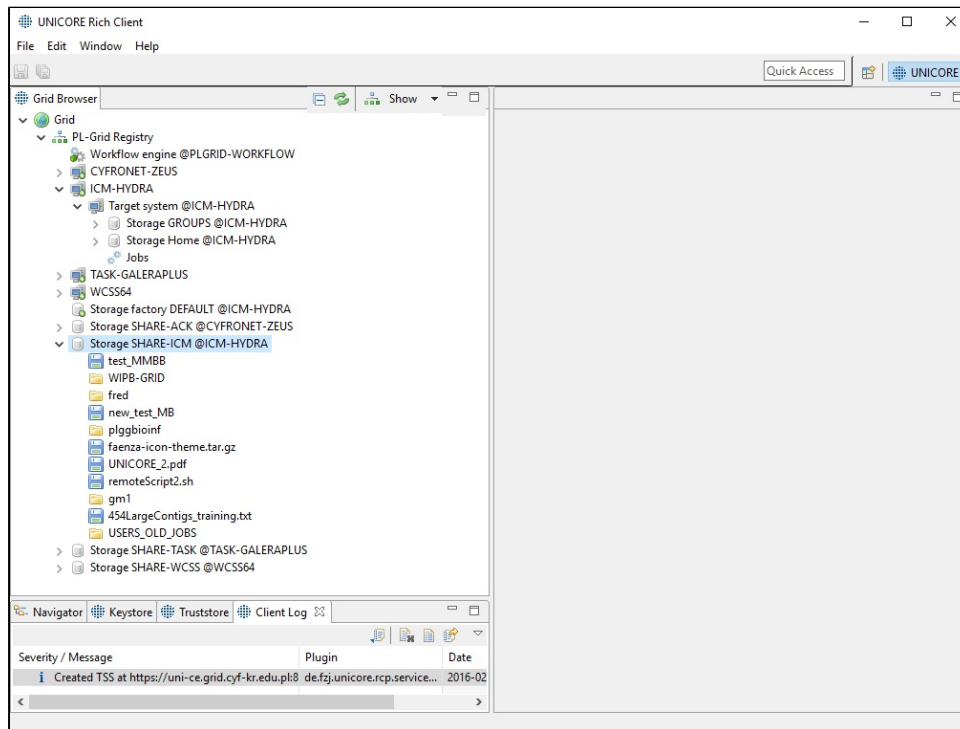 UNICORE Rich Client
File Edit Window Help
Quick Access UNICORE
Grid Browser Show
Grid
PL-Grid Registry
Workflow engine @PLGRID-WORKFLOW
CYFRONET-ZEUS
ICM-HYDRA
Target system @ICM-HYDRA
Storage GROUPS @ICM-HYDRA
Storage Home @ICM-HYDRA
Jobs
TASK-GALERAPLUS
WCSS64
Storage factory DEFAULT @ICM-HYDRA
Storage SHARE-ACK @CYFRONET-ZEUS
Storage SHARE-ICM @ICM-HYDRA
test_MMBB
WIPB-GRID
fred
new_test_MB
plggbioinf
faenza-icon-theme.tar.gz
UNICORE_2.pdf
remoteScript2.sh
gm1
454LargeContigs_training.txt
USERS_OLD_JOBS
Storage SHARE-TASK @TASK-GALERAPLUS
Storage SHARE-WCSS @WCSS64
Navigator Keystore Truststore Client Log
Severity / Message Plugin Date
Created TSS at https://uni-ce.grid.cyf-kr.edu.pl:8 de.fzj.unicore.rcp.service... 2016-02